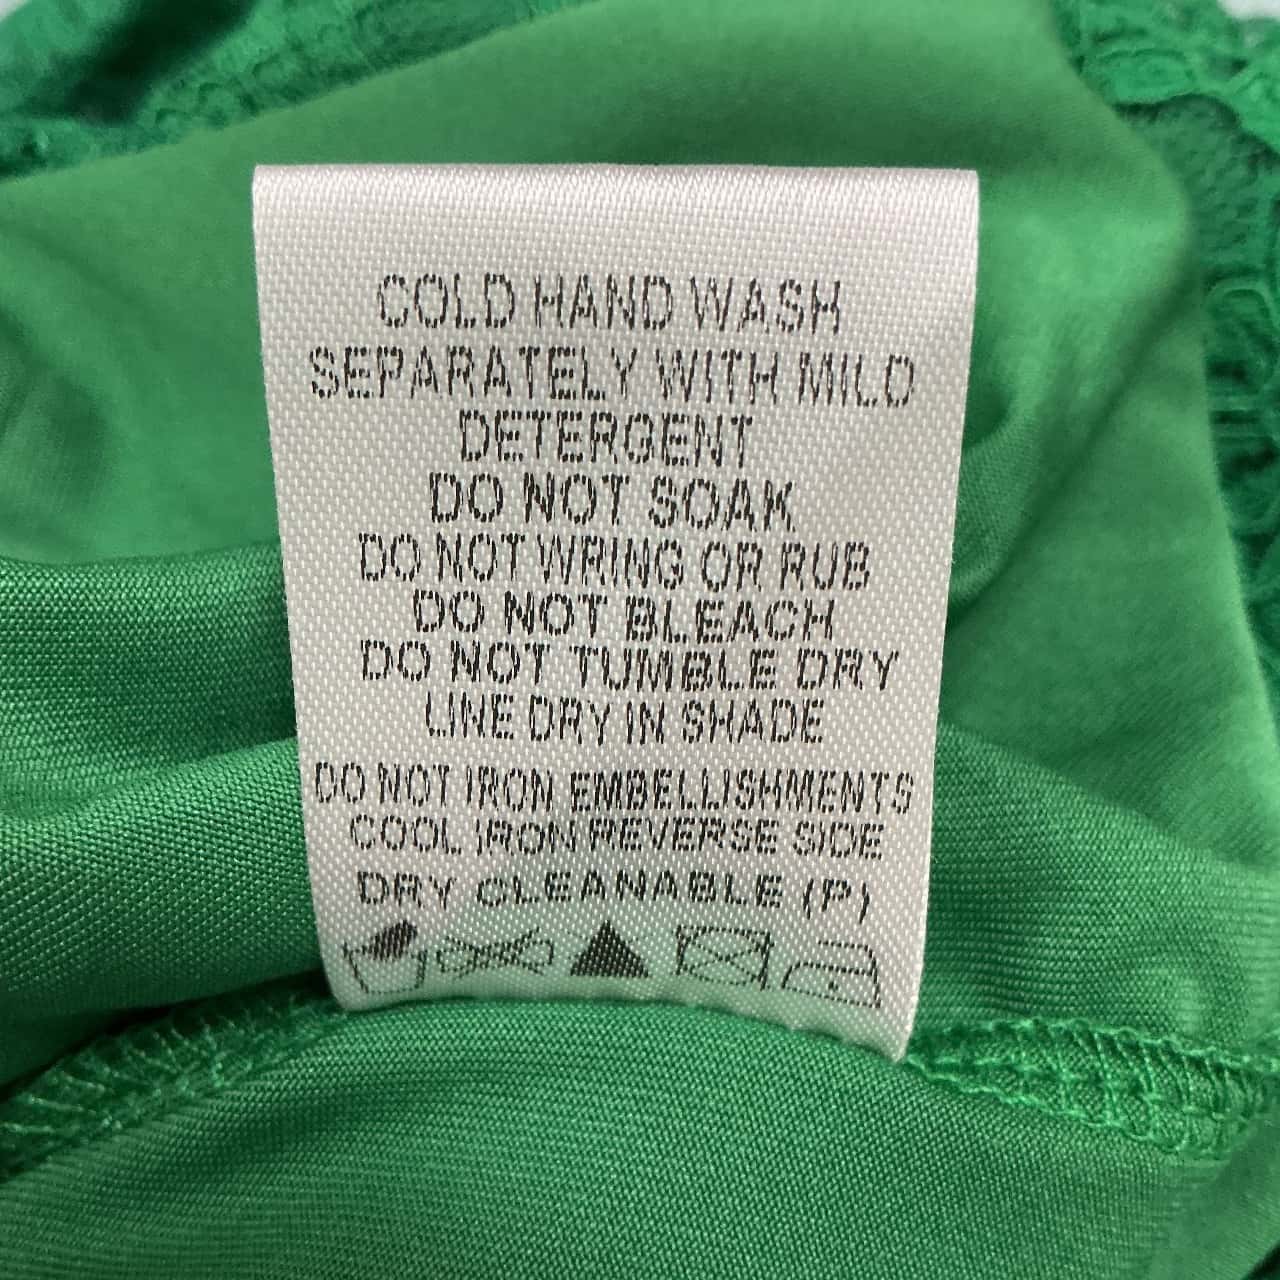 COLD HAND WASH
SEPARATELY WITH MILD
DETERGENT
DO NOT SOAK
DO NOT WRING OR RUB
DO NOT BLEACH
DO NOT TUMBLE DRY
LINE DRY IN SHADE
DO NOT IRON EMBELLISHMENTS
COOL IRON REVERSE SIDE
DRY CLEANABLE (P)